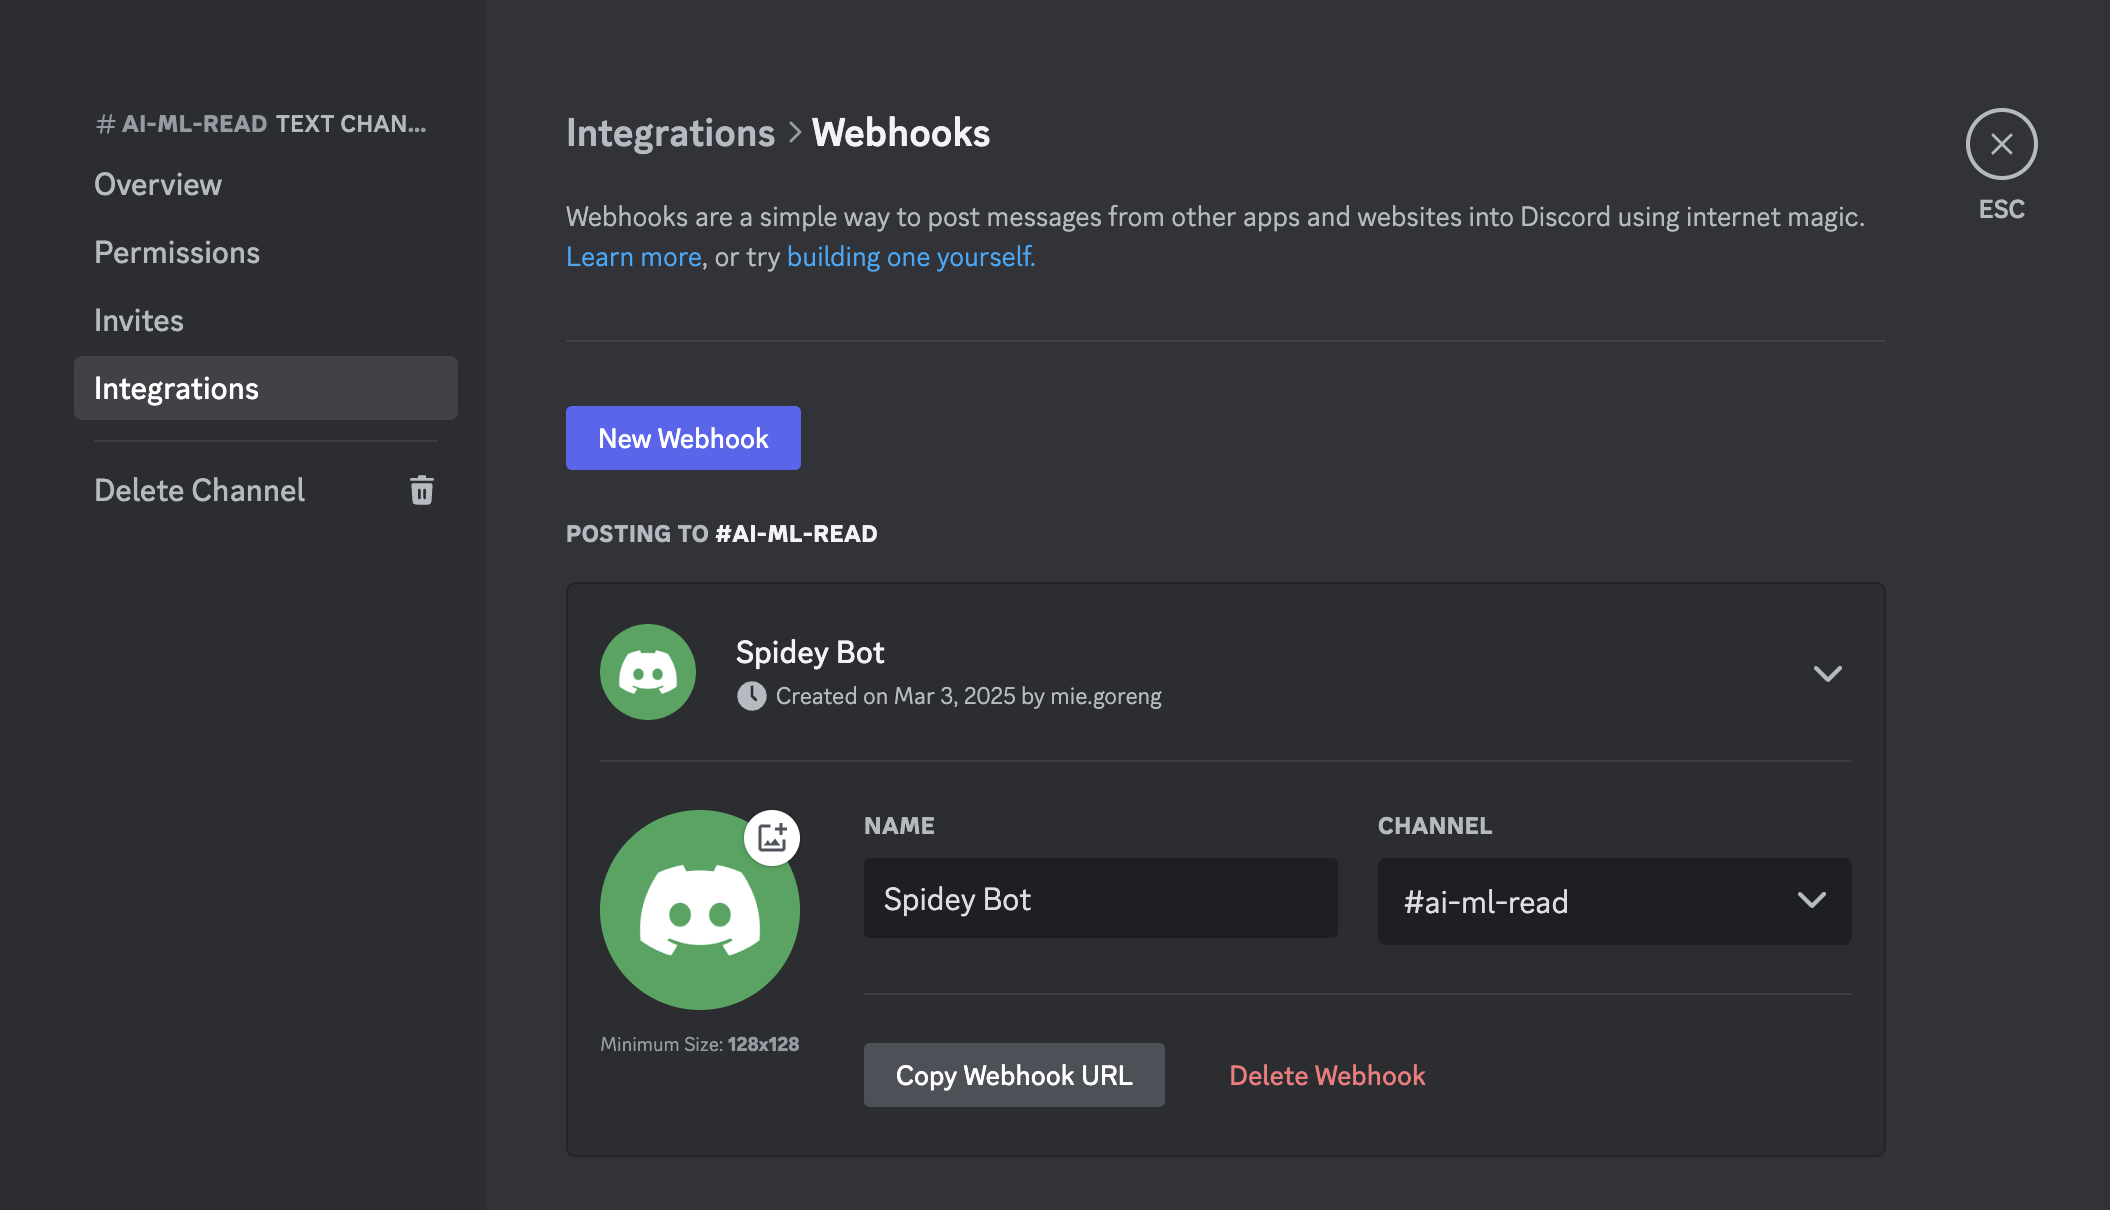 # AI-ML-READ TEXT CHAN...
Overview
Permissions
Invites
Integrations
Delete Channel
Integrations > Webhooks
Webhooks are a simple way to post messages from other apps and websites into Discord using internet magic.
Learn more, or try building one yourself.
ESC
New Webhook
POSTING TO #AI-ML-READ
Spidey Bot
Created on Mar 3, 2025 by mie.goreng
Minimum Size: 128x128
NAME
Spidey Bot
CHANNEL
#ai-ml-read
Copy Webhook URL
Delete Webhook